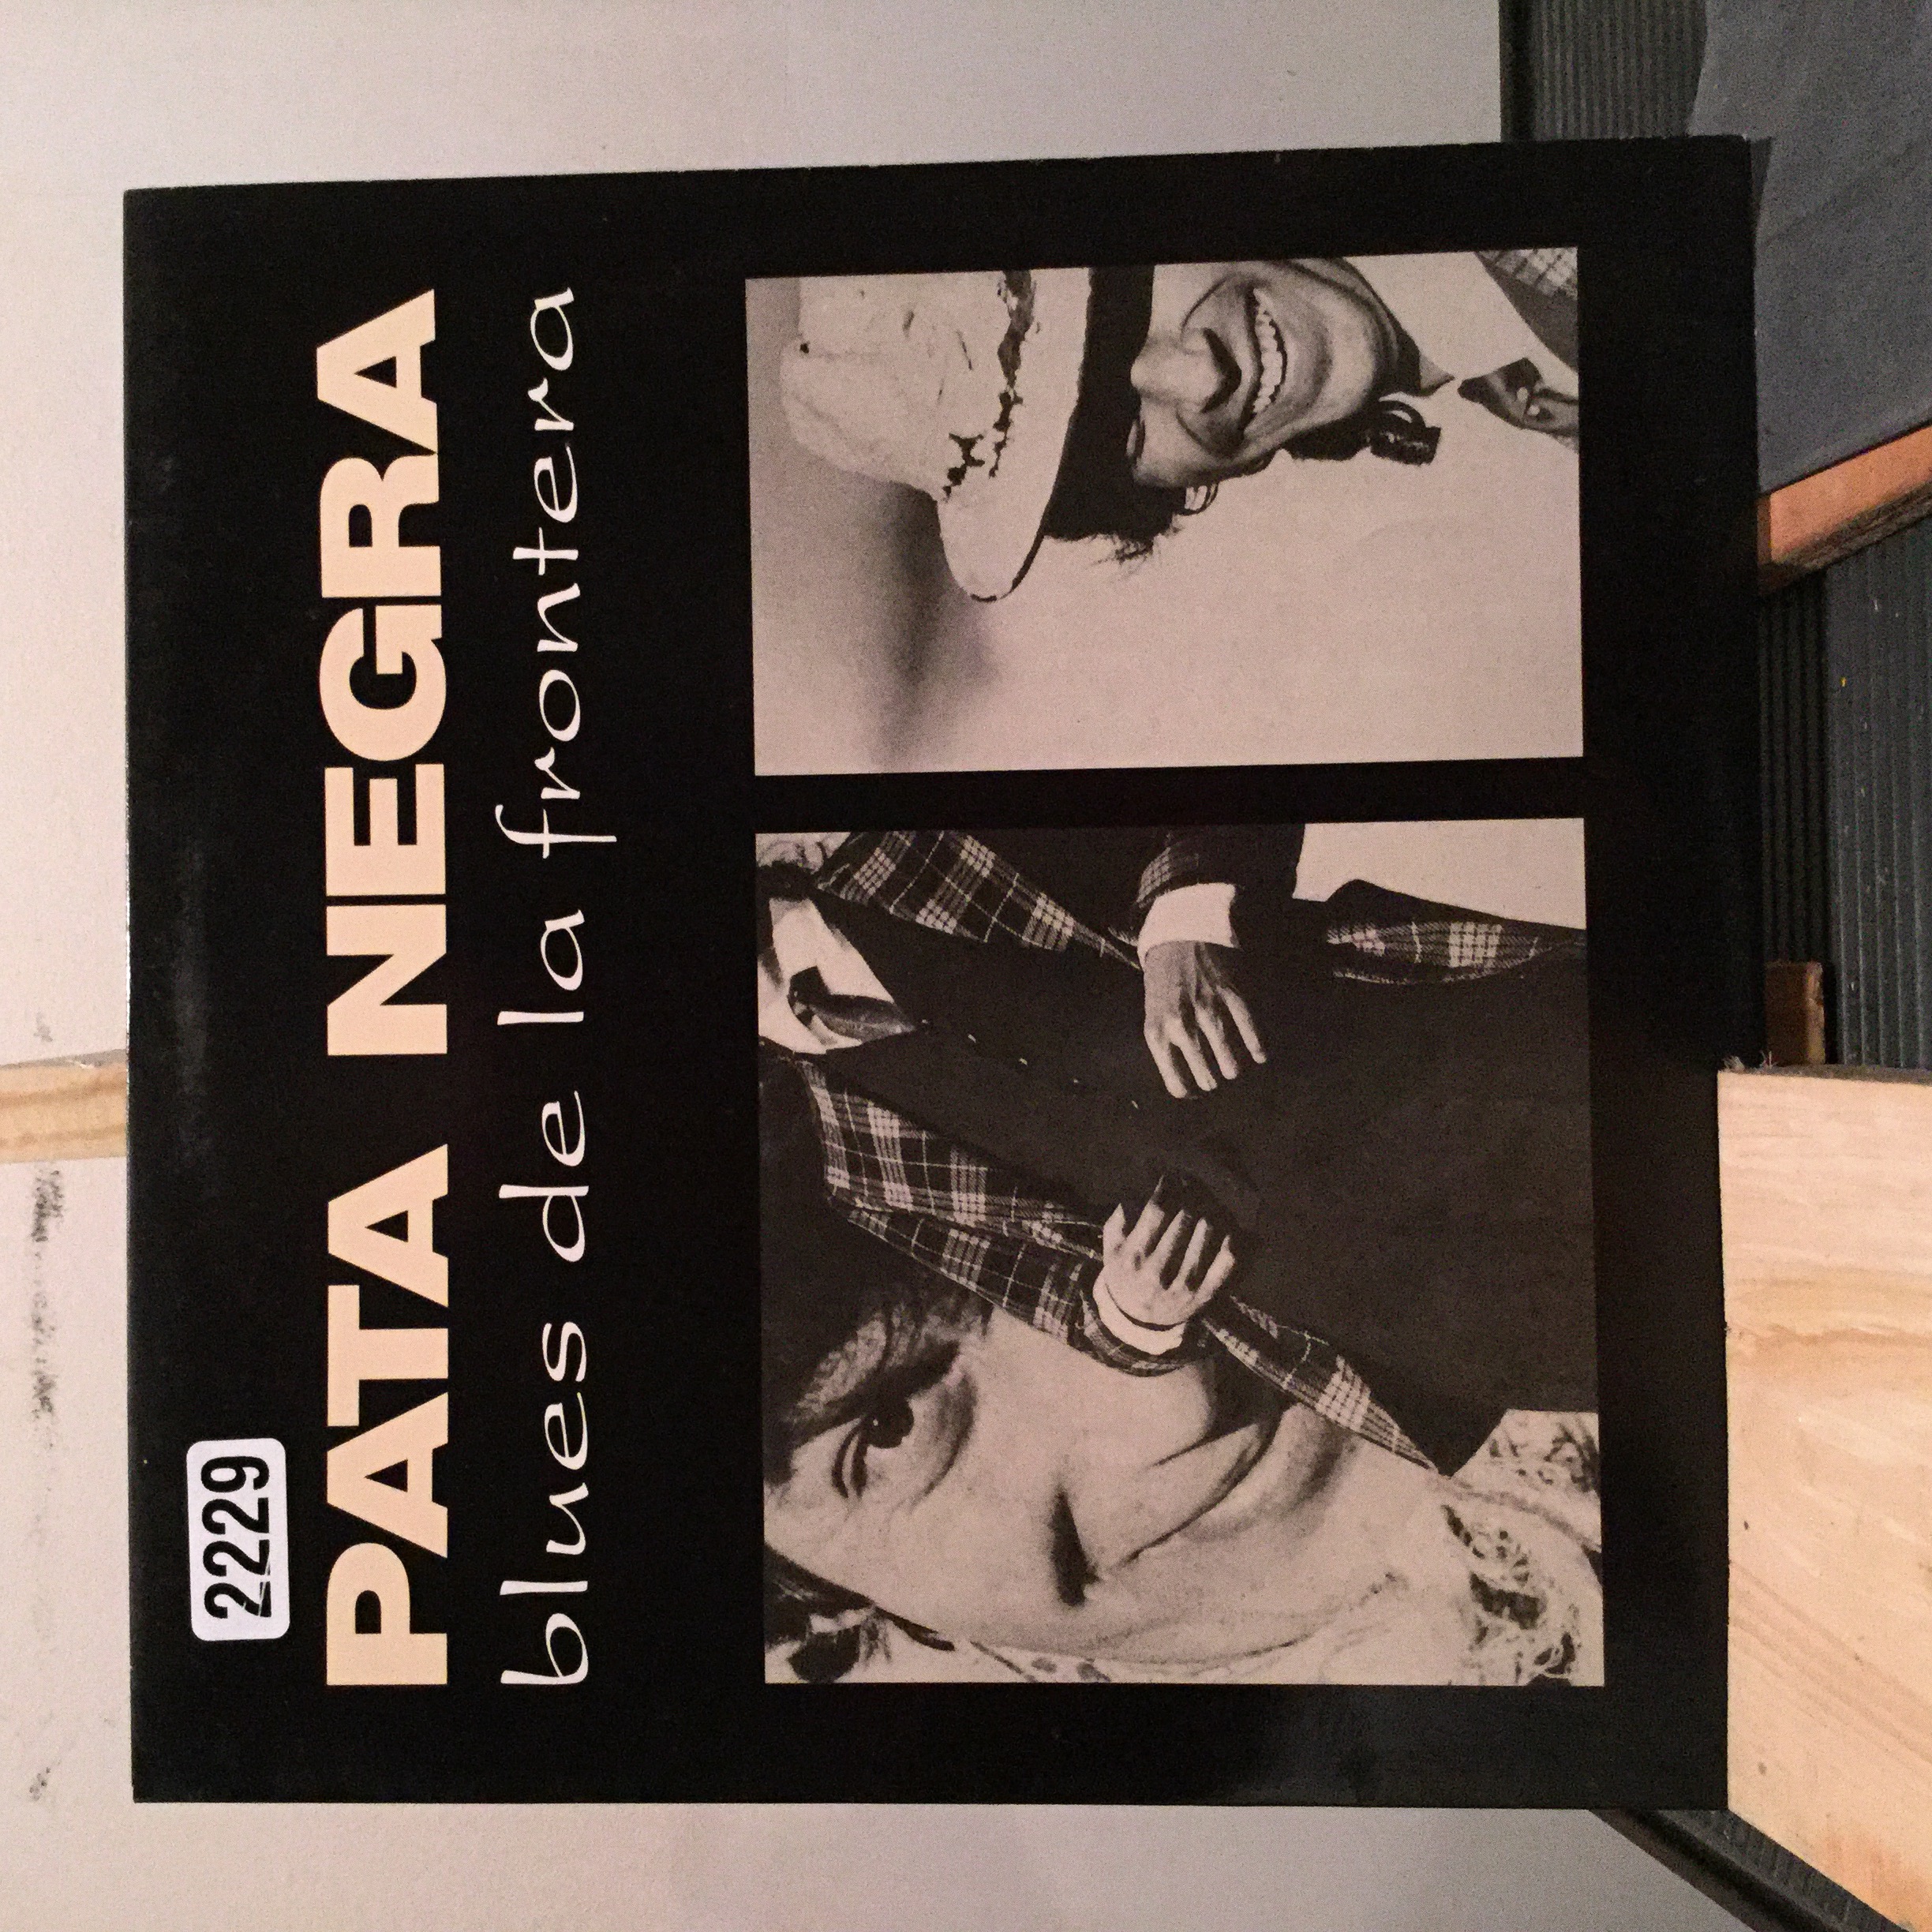 2229
PATA NEGRA
blues de la frontera